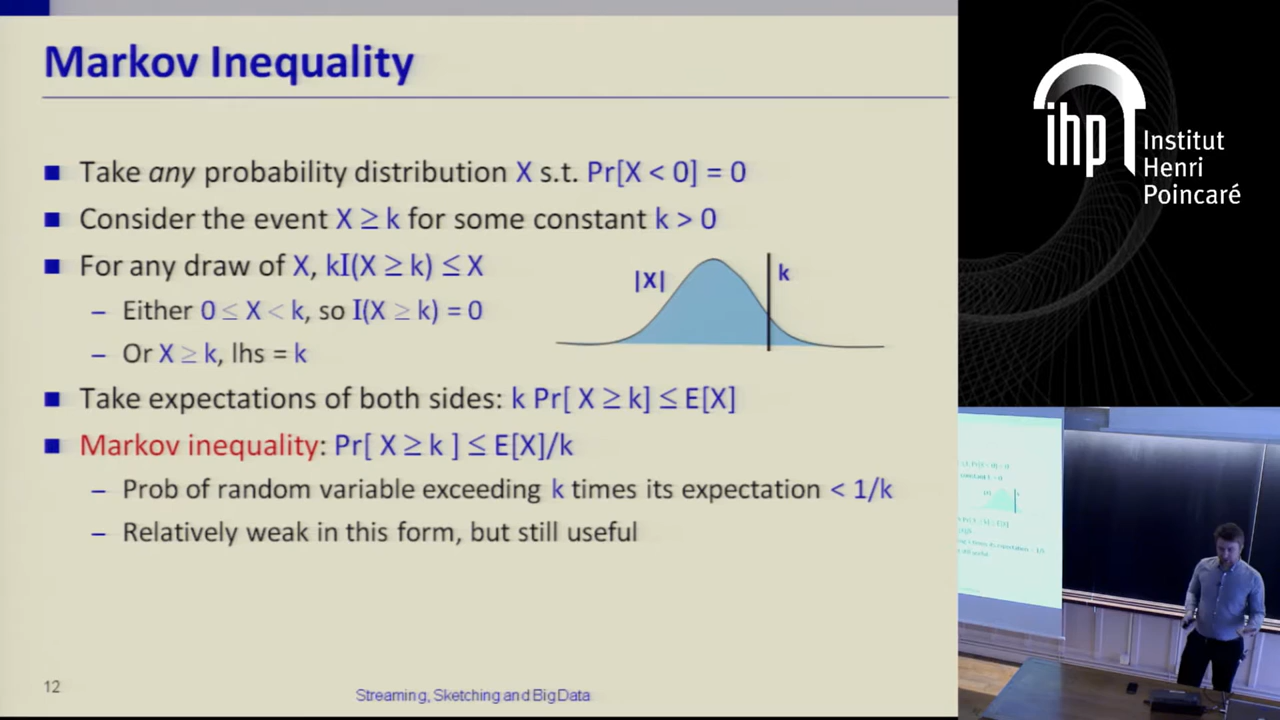 Markov Inequality
Take any probability distribution X s.t. Pr[X < 0] = 0
Consider the event X ≥ k for some constant k > 0
For any draw of X, kI(X ≥ k) ≤ X
– Either 0 ≤ X < k, so I(X ≥ k) = 0
– Or X ≥ k, lhs = k
|X|
k
Take expectations of both sides: k Pr[ X ≥ k] ≤ E[X]
Markov inequality: Pr[ X ≥ k ] ≤ E[X]/k
– Prob of random variable exceeding k times its expectation < 1/k
– Relatively weak in this form, but still useful
12
Streaming, Sketching and Big Data
ihp
Institut
Henri
Poincaré